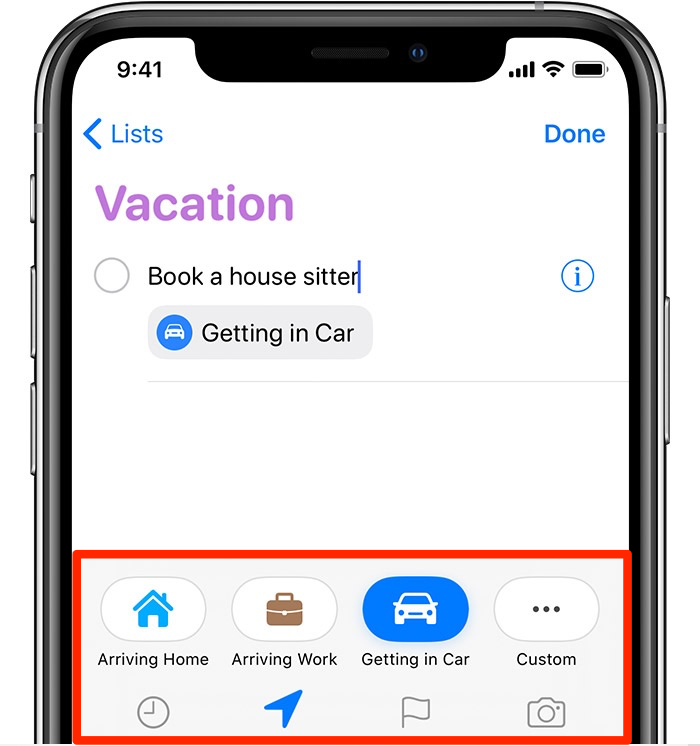 9:41
Lists
Done
Vacation
Book a house sitter
Getting in Car
Arriving Home
Arriving Work
Getting in Car
Custom